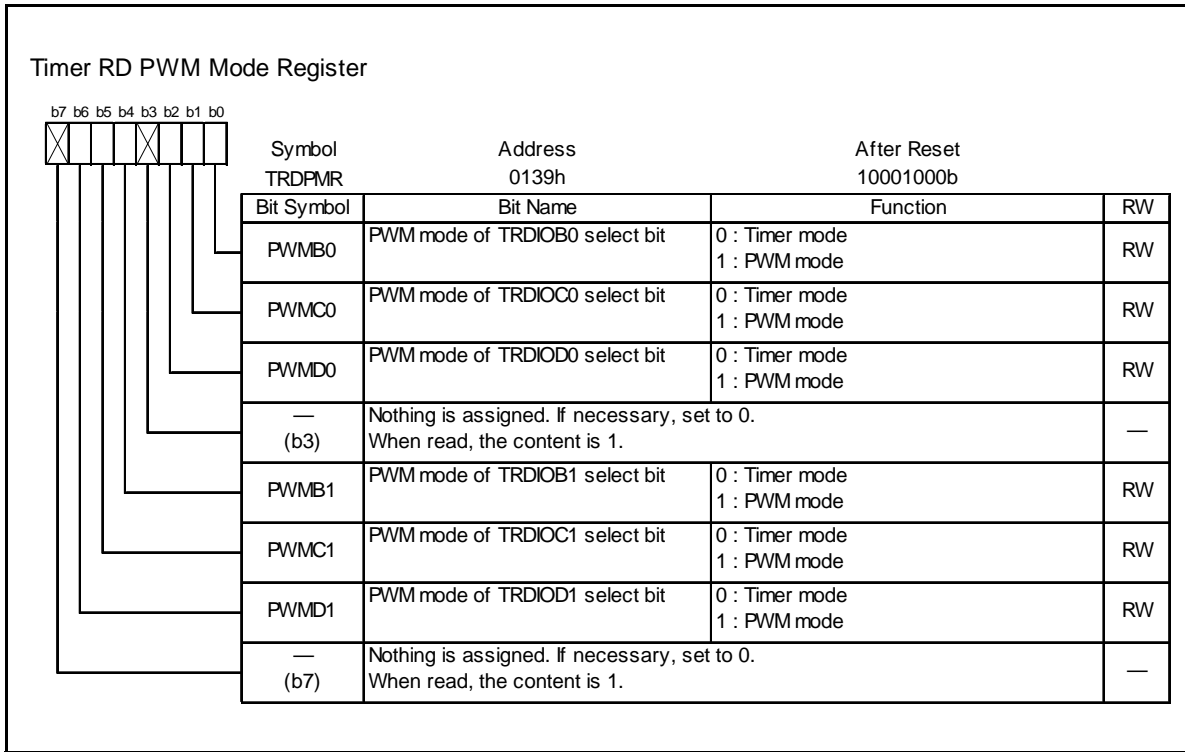 Timer RD PWM Mode Register
b7 b6 b5 b4 b3 b2 b1 b0
Symbol Address After Reset
TRDPMR 0139h 10001000b
Bit Symbol Bit Name Function RW
PWMB0 PWM mode of TRDIOB0 select bit 0 : Timer mode RW
1 : PWM mode
PWMC0 PWM mode of TRDIOC0 select bit 0 : Timer mode RW
1 : PWM mode
PWMD0 PWM mode of TRDIOD0 select bit 0 : Timer mode RW
1 : PWM mode
— Nothing is assigned. If necessary, set to 0. —
(b3) When read, the content is 1.
PWMB1 PWM mode of TRDIOB1 select bit 0 : Timer mode RW
1 : PWM mode
PWMC1 PWM mode of TRDIOC1 select bit 0 : Timer mode RW
1 : PWM mode
PWMD1 PWM mode of TRDIOD1 select bit 0 : Timer mode RW
1 : PWM mode
— Nothing is assigned. If necessary, set to 0. —
(b7) When read, the content is 1.